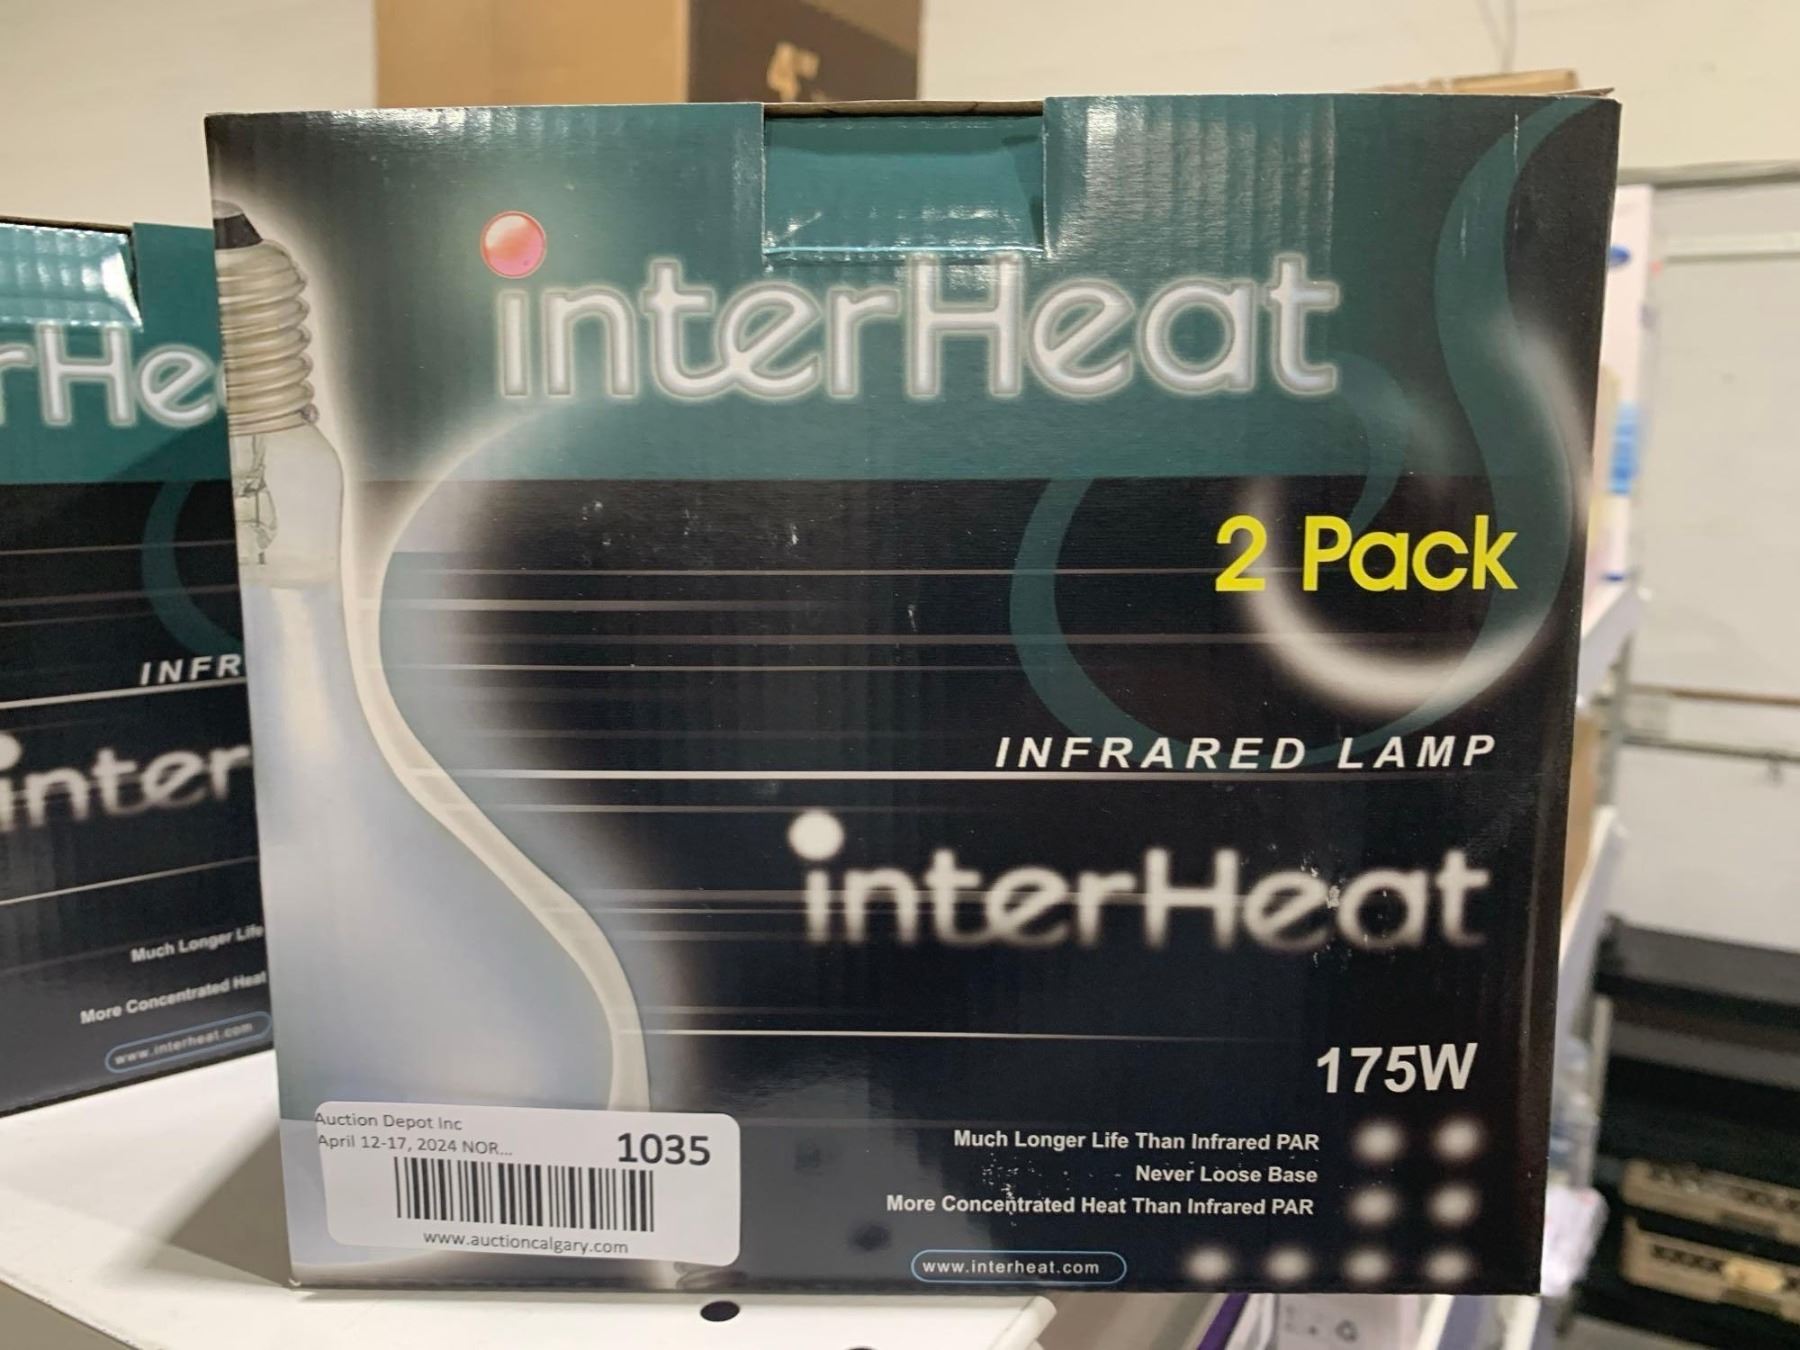 4"
interHeat
2 Pack
INFRARED LAMP
interHeat
175W
Much Longer Life Than Infrared PAR
Never Loose Base
More Concentrated Heat Than Infrared PAR
www.interheat.com
Auction Depot Inc
April 12-17, 2024 NOR...
1035
www.auctioncalgary.com
rHe
INFR
inter
Much Longer Life
More Concentrated Heat
www.interheat.com